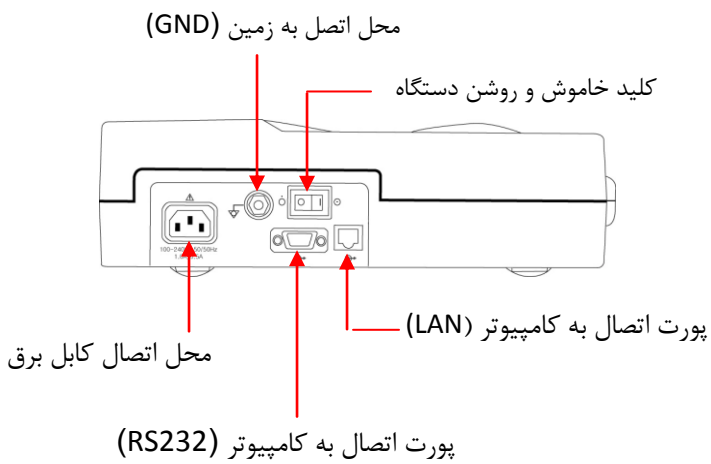 محل اتصل به زمین (GND)
کلید خاموش و روشن دستگاه
پورت اتصال به کامپیوتر (LAN)
محل اتصال کابل برق
پورت اتصال به کامپیوتر (RS232)